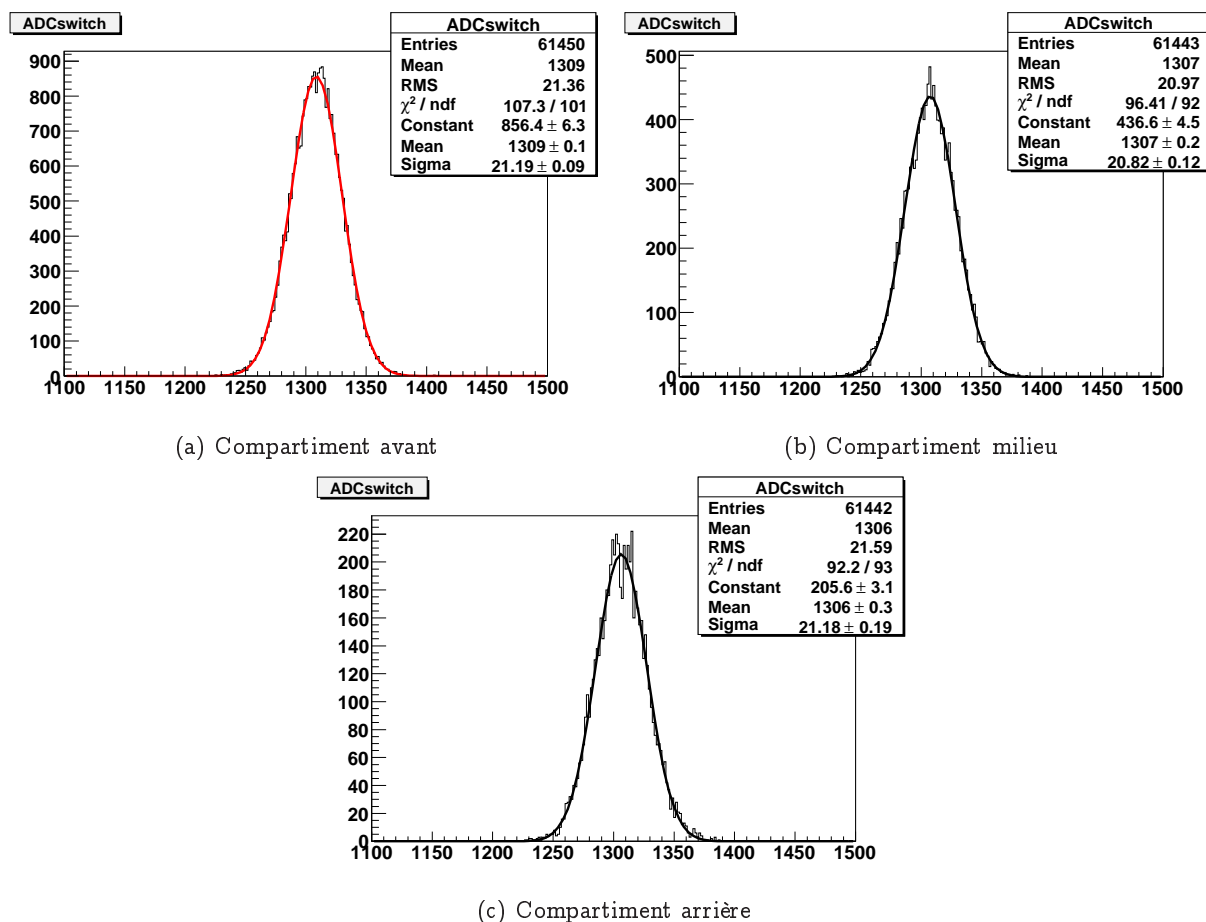 ADCswitch
ADCswitch
Entries 61450
Mean 1309
RMS 21.36
χ² / ndf 107.3 / 101
Constant 856.4 ± 6.3
Mean 1309 ± 0.1
Sigma 21.19 ± 0.09
900
800
700
600
500
400
300
200
100
0
1100 1150 1200 1250 1300 1350 1400 1450 1500
(a) Compartiment avant
ADCswitch
ADCswitch
Entries 61443
Mean 1307
RMS 20.97
χ² / ndf 96.41 / 92
Constant 436.6 ± 4.5
Mean 1307 ± 0.2
Sigma 20.82 ± 0.12
500
400
300
200
100
0
1100 1150 1200 1250 1300 1350 1400 1450 1500
(b) Compartiment milieu
ADCswitch
ADCswitch
Entries 61442
Mean 1306
RMS 21.59
χ² / ndf 92.2 / 93
Constant 205.6 ± 3.1
Mean 1306 ± 0.3
Sigma 21.18 ± 0.19
220
200
180
160
140
120
100
80
60
40
20
0
1100 1150 1200 1250 1300 1350 1400 1450 1500
(c) Compartiment arrière